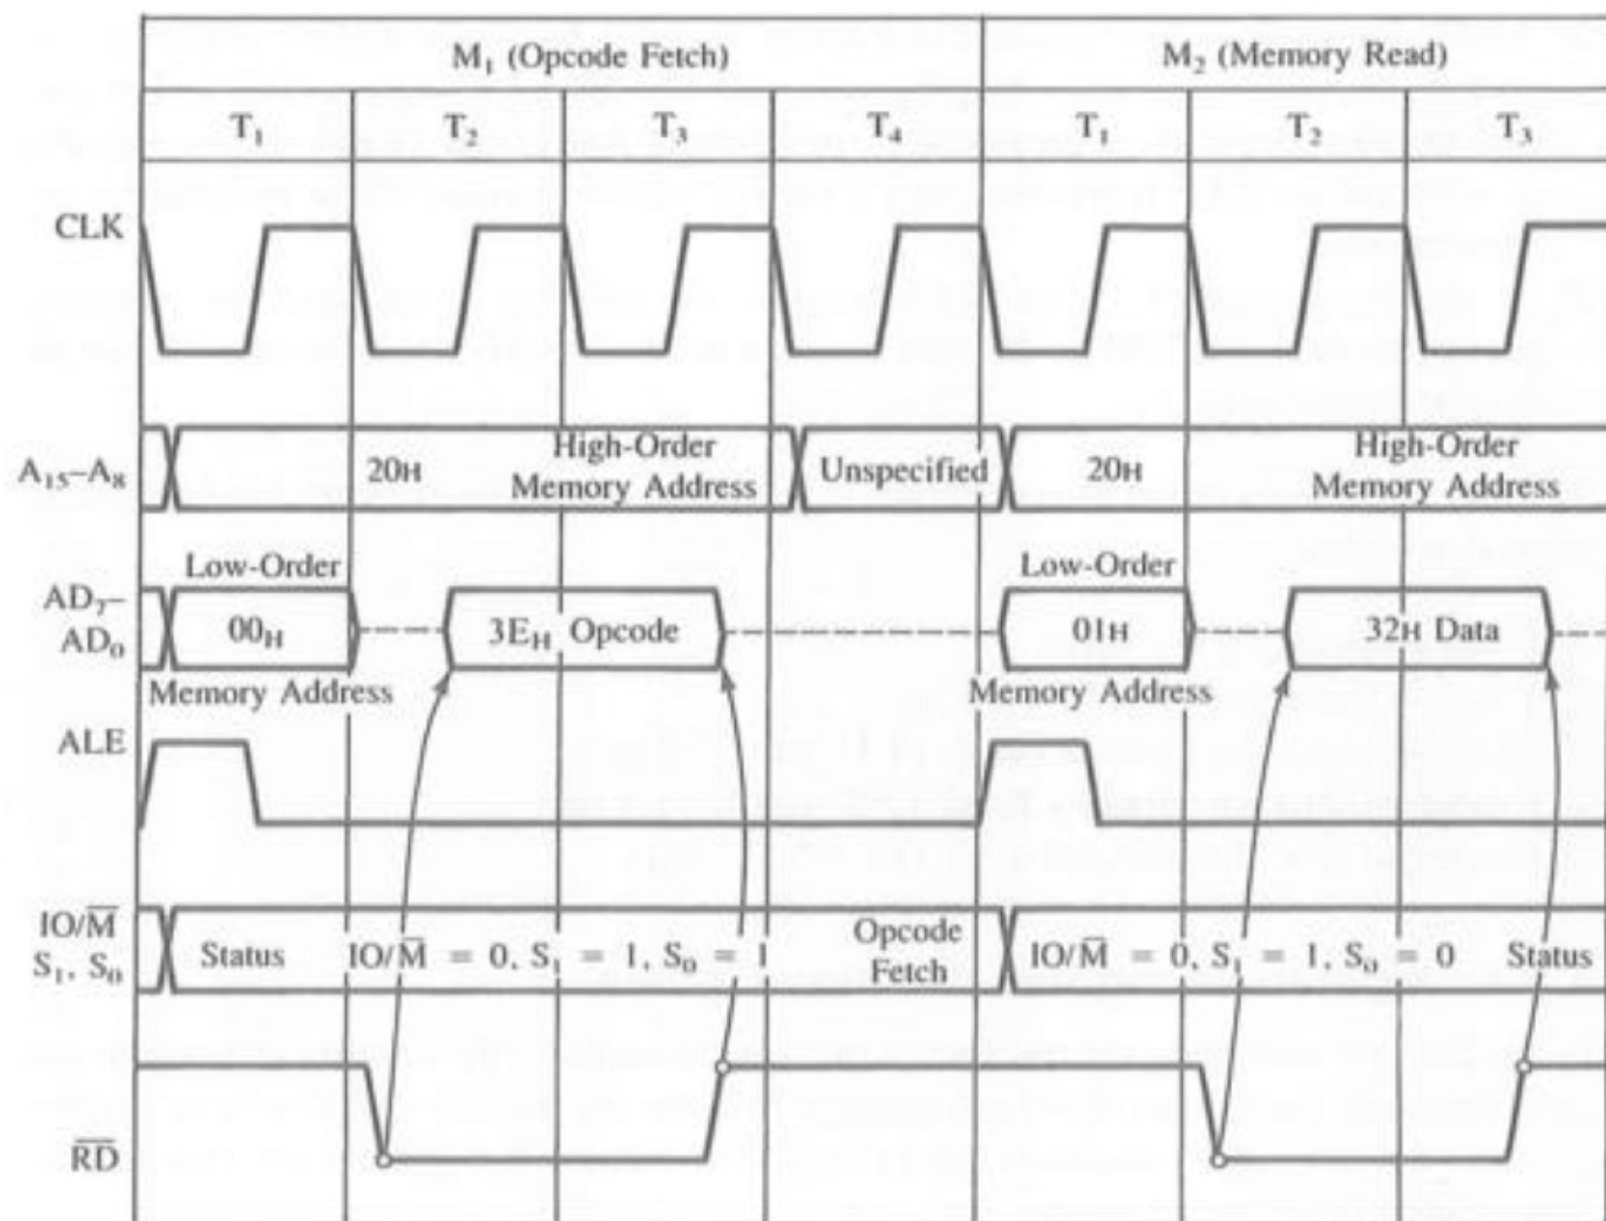 M₁ (Opcode Fetch) M₂ (Memory Read)
T₁ T₂ T₃ T₄ T₁ T₂ T₃
CLK
A₁₅–A₈ 20H High-Order Memory Address Unspecified 20H High-Order Memory Address
Low-Order Low-Order
AD₇–
AD₀ 00H 3EH Opcode 01H 32H Data
Memory Address Memory Address
ALE
IO/M̅
S₁, S₀ Status IO/M̅ = 0, S₁ = 1, S₀ = 1 Opcode Fetch IO/M̅ = 0, S₁ = 1, S₀ = 0 Status
R̅D̅